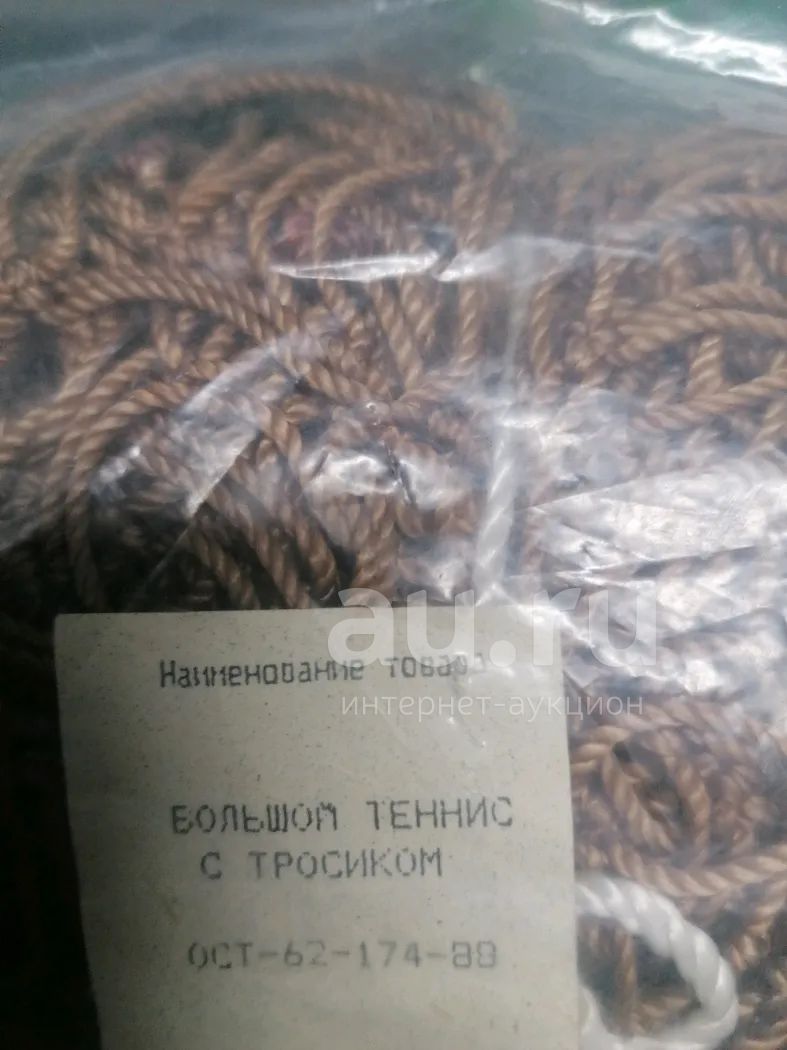 au.ru
интернет-аукцион
Наименование товара
БОЛЬШОЙ ТЕННИС
С ТРОСИКОМ
ОСТ-62-174-88